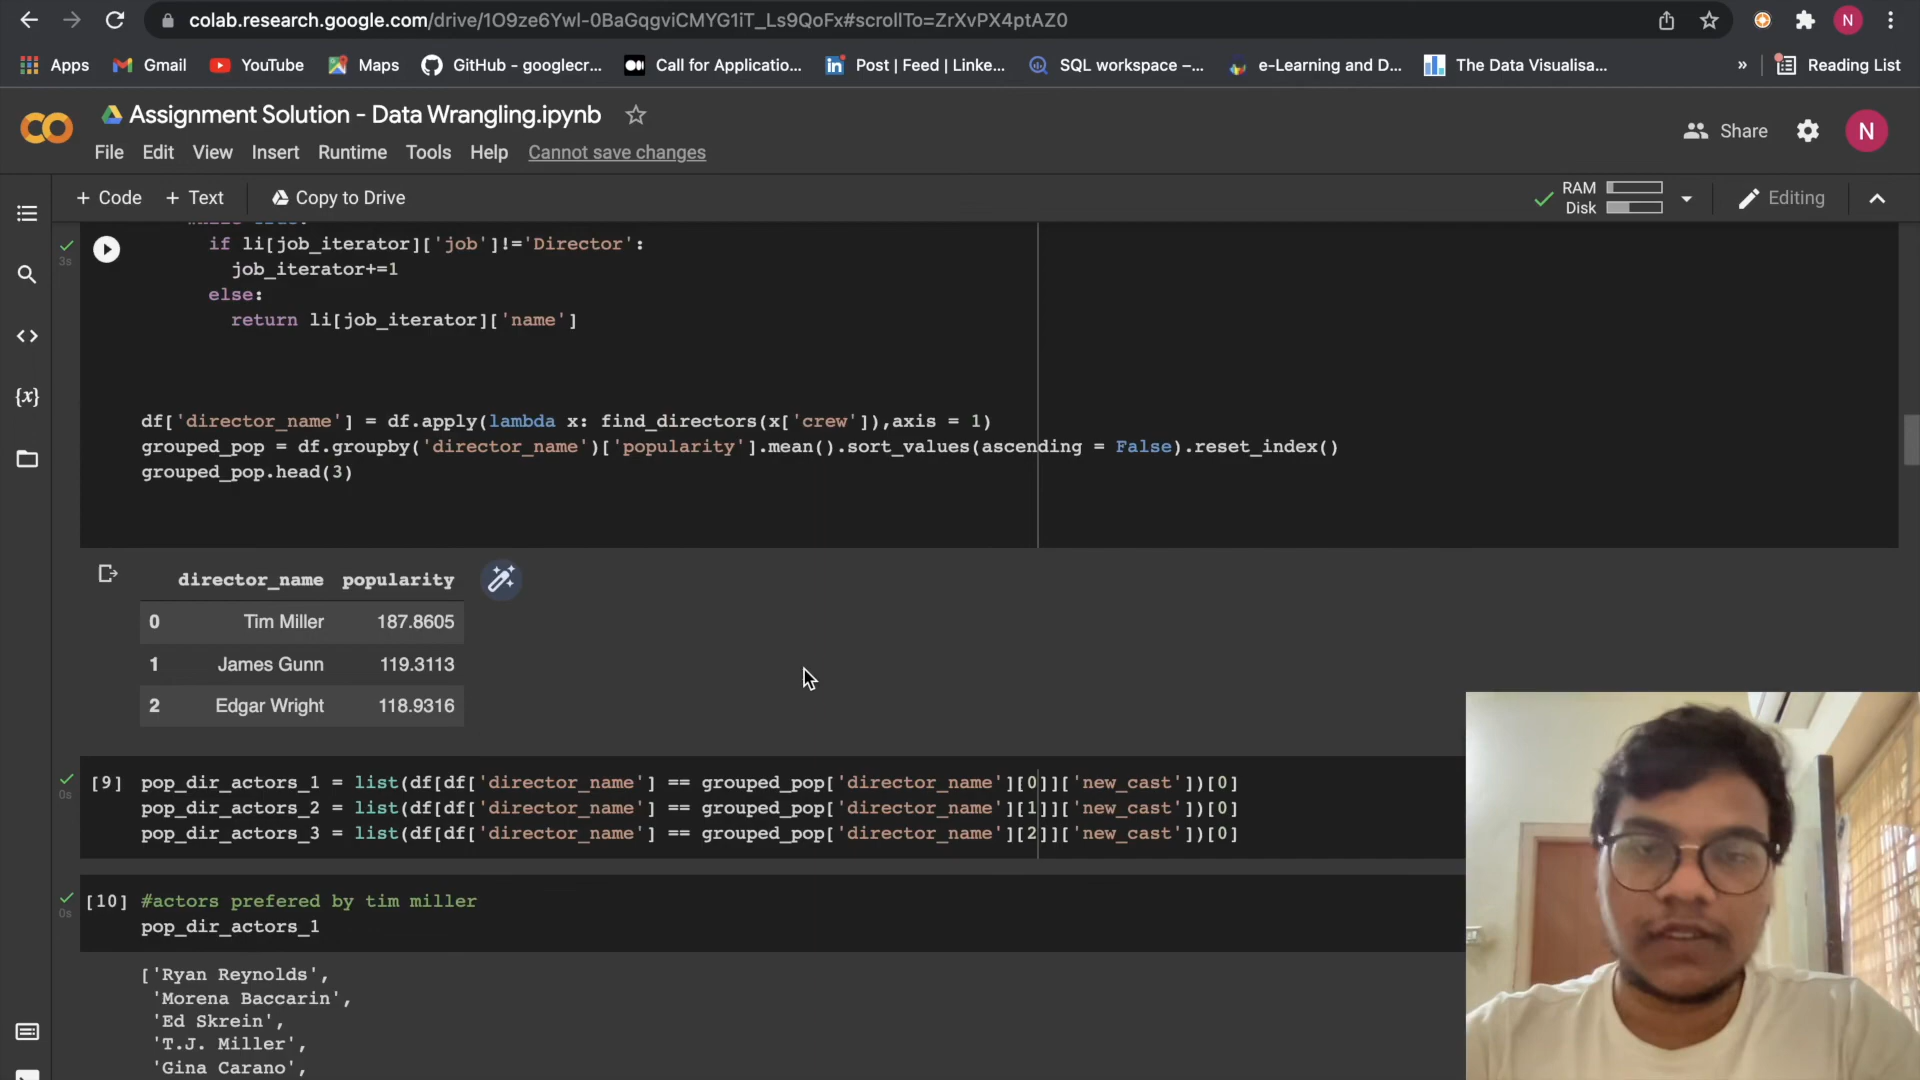 colab.research.google.com/drive/1O9ze6Ywl-0BaGqgviCMYG1iT_Ls9QoFx#scrollTo=ZrXvPX4ptAZ0
N
Apps
Gmail
YouTube
Maps
GitHub - googlecr...
Call for Applicatio...
Post | Feed | Linke...
SQL workspace –...
e-Learning and D...
The Data Visualisa...
»
Reading List
Assignment Solution - Data Wrangling.ipynb
File Edit View Insert Runtime Tools Help Cannot save changes
Share
N
+ Code + Text Copy to Drive
RAM
Disk
Editing
3s
if li[job_iterator]['job']!='Director':
job_iterator+=1
else:
return li[job_iterator]['name']
df['director_name'] = df.apply(lambda x: find_directors(x['crew']),axis = 1)
grouped_pop = df.groupby('director_name')['popularity'].mean().sort_values(ascending = False).reset_index()
grouped_pop.head(3)
director_name popularity
0 Tim Miller 187.8605
1 James Gunn 119.3113
2 Edgar Wright 118.9316
0s
[9] pop_dir_actors_1 = list(df[df['director_name'] == grouped_pop['director_name'][0]]['new_cast'])[0]
pop_dir_actors_2 = list(df[df['director_name'] == grouped_pop['director_name'][1]]['new_cast'])[0]
pop_dir_actors_3 = list(df[df['director_name'] == grouped_pop['director_name'][2]]['new_cast'])[0]
0s
[10] #actors prefered by tim miller
pop_dir_actors_1
['Ryan Reynolds',
'Morena Baccarin',
'Ed Skrein',
'T.J. Miller',
'Gina Carano',